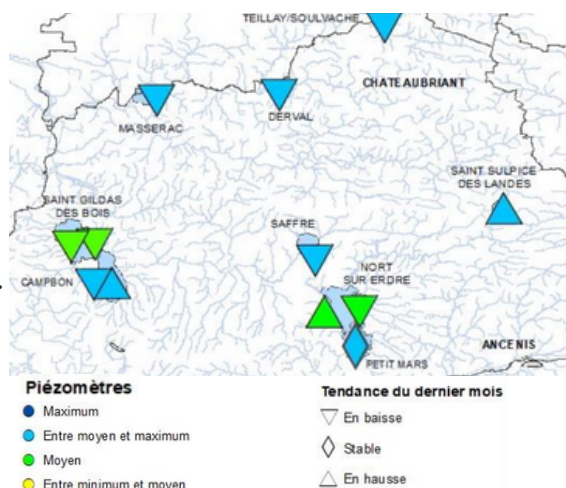 TEILLAY/SOULVACHE
CHATEAUBRIANT
MASSERAC
DERVAL
SAINT SULPICE
DES LANDES
SAINT GILDAS
DES BOIS
SAFFRE
CAMPBON
NORT
SUR ERDRE
ANCENIS
PETIT MARS
Piézomètres
Maximum
Entre moyen et maximum
Moyen
Entre minimum et moyen
Tendance du dernier mois
En baisse
Stable
En hausse